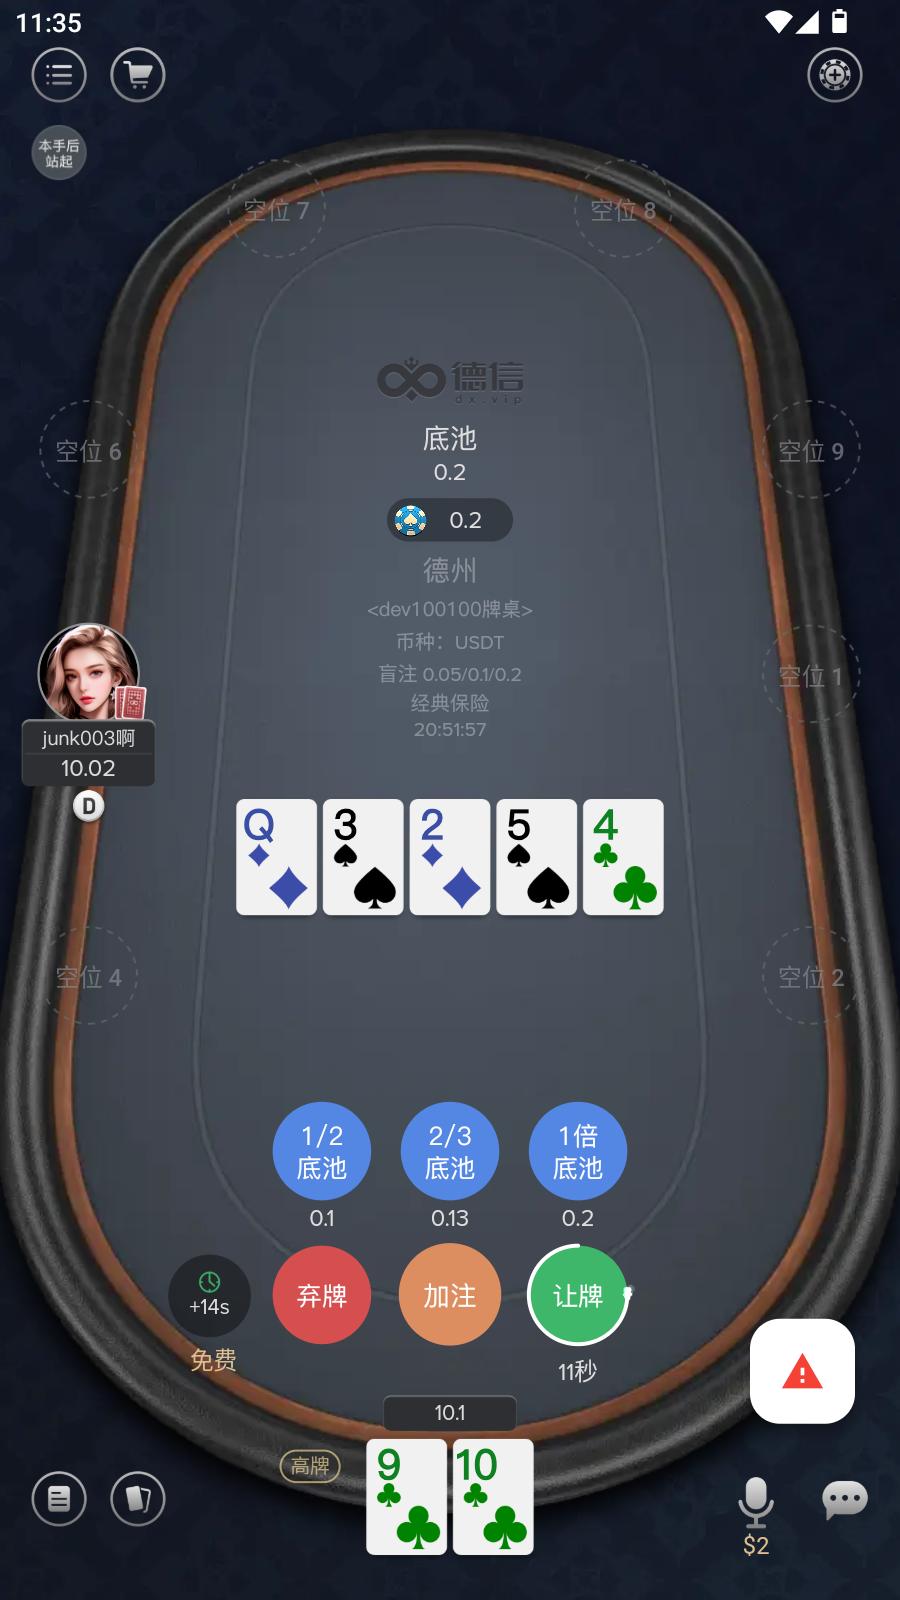 11:35
本手后
站起
空位 7
空位 8
德信
dx.vip
底池
0.2
空位 6
空位 9
0.2
德州
<dev100100牌桌>
币种：USDT
盲注 0.05/0.1/0.2
经典保险
20:51:57
空位 1
junk003啊
10.02
D
Q
3
2
5
4
空位 4
空位 2
1/2
底池
2/3
底池
1倍
底池
0.1
0.13
0.2
+14s
弃牌
加注
让牌
免费
11秒
10.1
高牌
9
10
$2